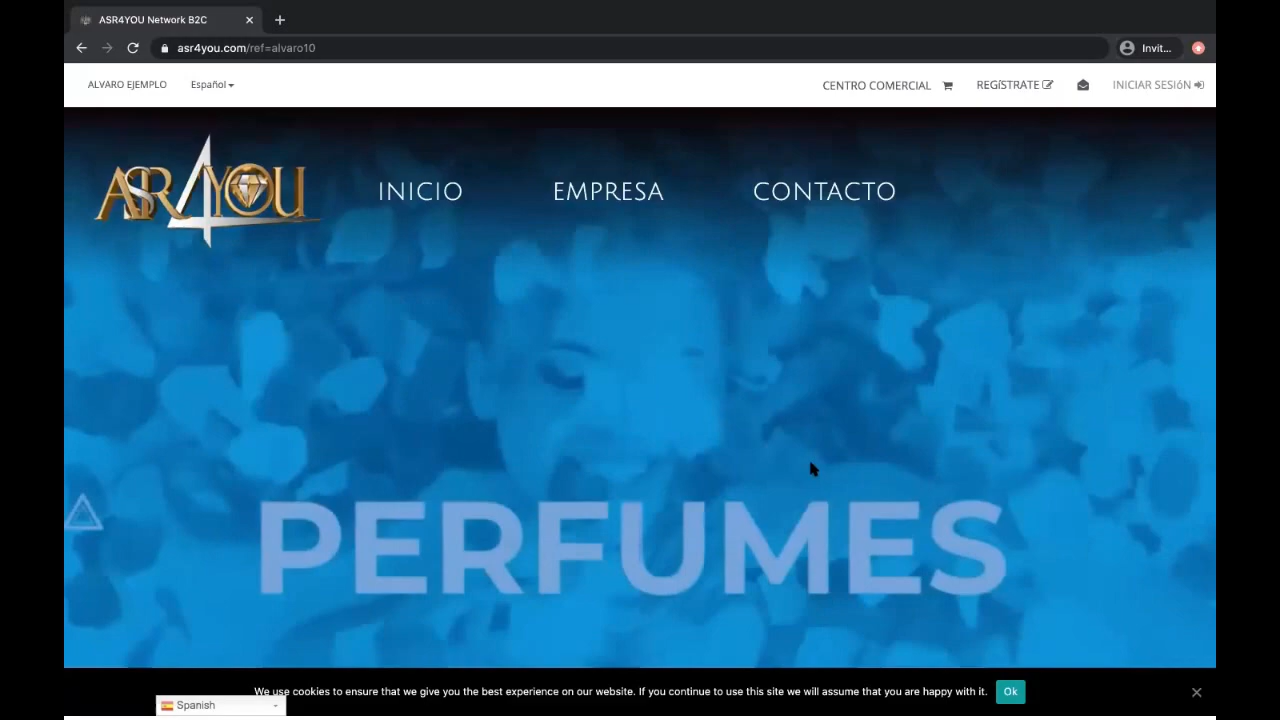 ASR4YOU Network B2C
asr4you.com/ref=alvaro10
Invit...
ALVARO EJEMPLO
Español
CENTRO COMERCIAL
REGÍSTRATE
INICIAR SESIóN
ASR4YOU
INICIO
EMPRESA
CONTACTO
PERFUMES
We use cookies to ensure that we give you the best experience on our website. If you continue to use this site we will assume that you are happy with it.
Ok
Spanish